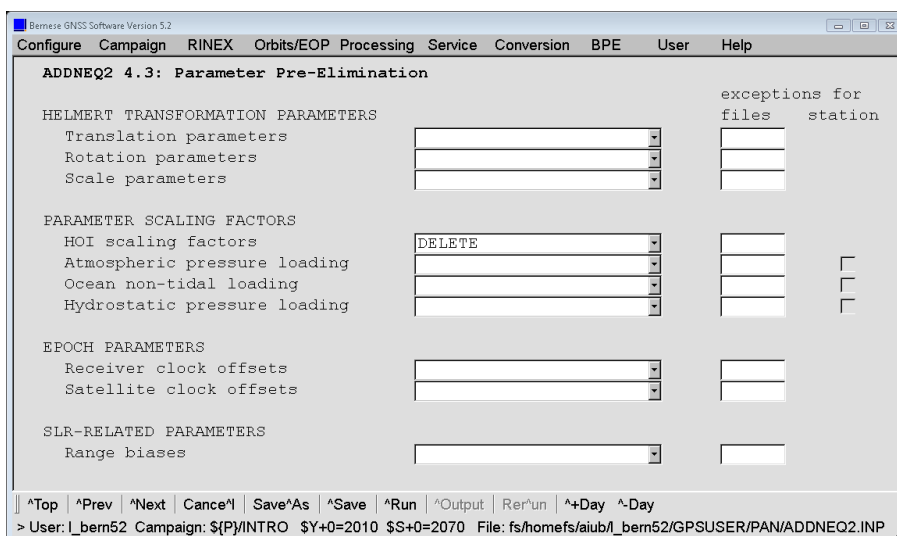 Bernese GNSS Software Version 5.2
Configure Campaign RINEX Orbits/EOP Processing Service Conversion BPE User Help
ADDNEQ2 4.3: Parameter Pre-Elimination
exceptions for
HELMERT TRANSFORMATION PARAMETERS files station
Translation parameters
Rotation parameters
Scale parameters
PARAMETER SCALING FACTORS
HOI scaling factors DELETE
Atmospheric pressure loading
Ocean non-tidal loading
Hydrostatic pressure loading
EPOCH PARAMETERS
Receiver clock offsets
Satellite clock offsets
SLR-RELATED PARAMETERS
Range biases
^Top | ^Prev | ^Next | Cance^l | Save^As | ^Save | ^Run | ^Output | Rer^un | ^+Day ^-Day
> User: l_bern52 Campaign: ${P}/INTRO $Y+0=2010 $S+0=2070 File: fs/homefs/aiub/l_bern52/GPSUSER/PAN/ADDNEQ2.INP